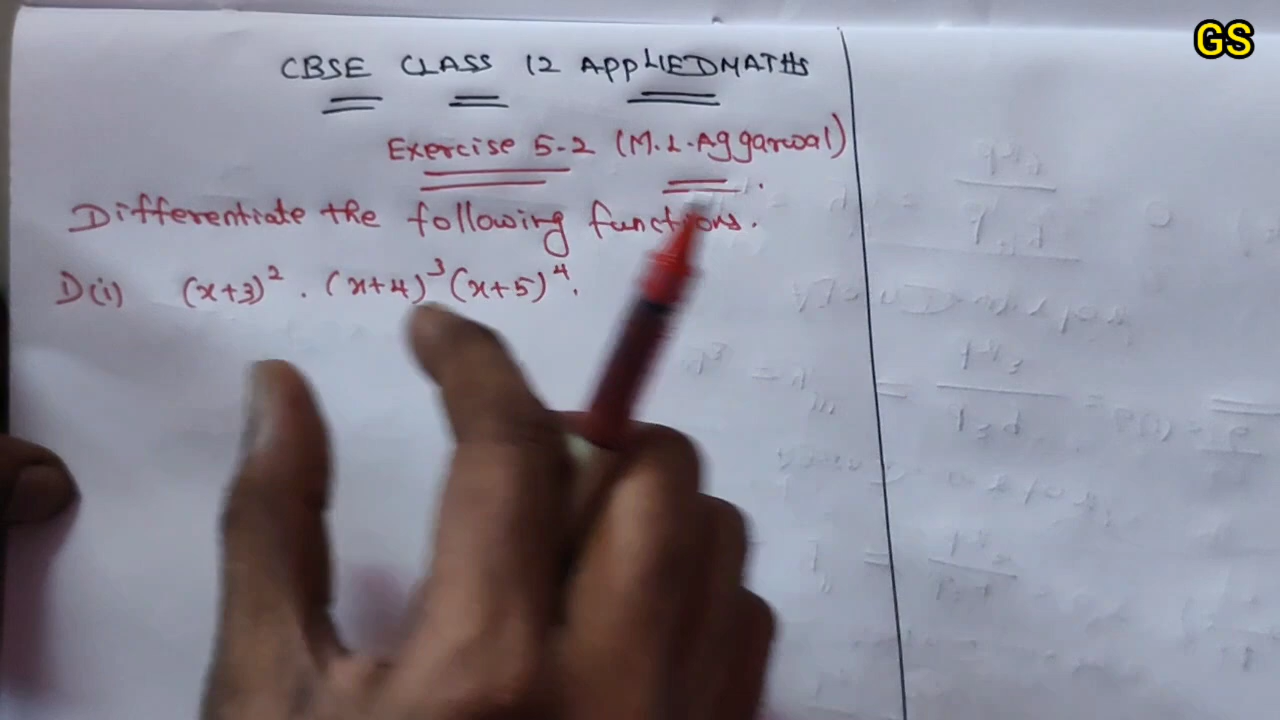 GS
CBSE CLASS 12 APPLIEDMATHS
Exercise 5.2 (M.L.Aggarwal)
Differentiate the following functions.
1)(i) (x+3)² . (x+4)³ (x+5)⁴.